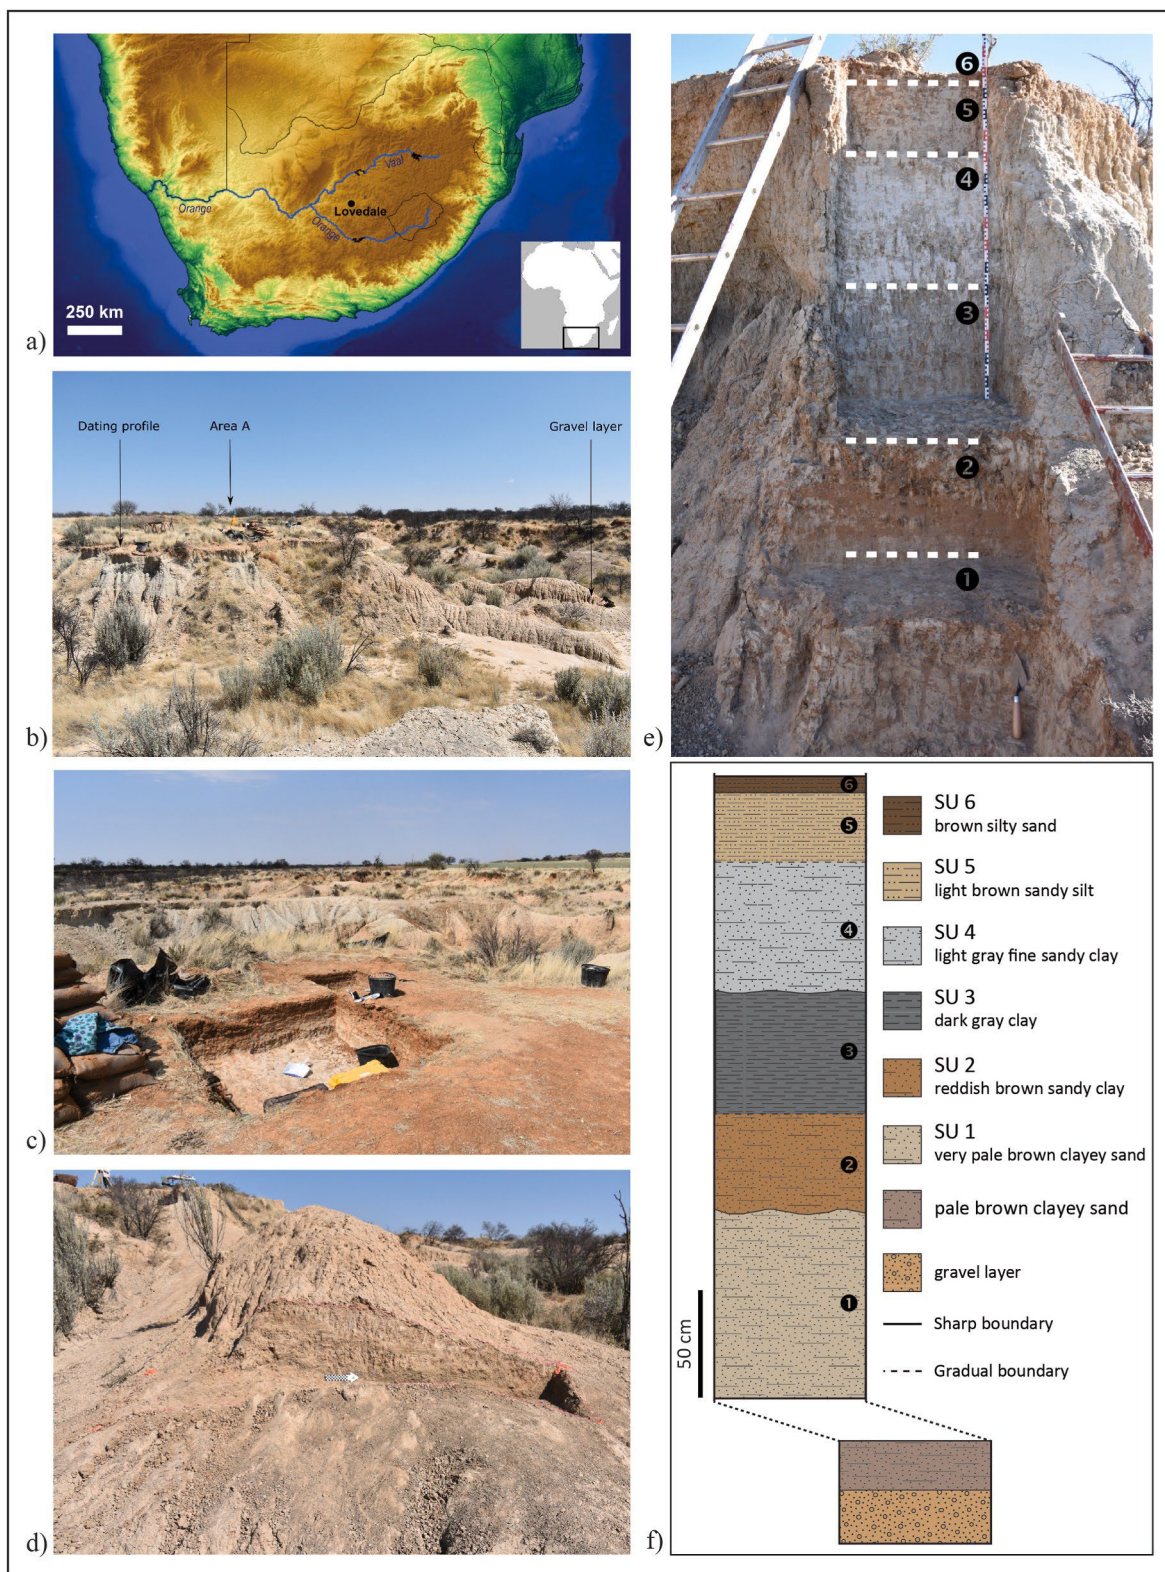 Vaal
Orange
Lovedale
Orange
250 km
a)
Dating profile
Area A
Gravel layer
b)
c)
d)
6
5
4
3
2
1
e)
6
5
4
3
2
1
50 cm
SU 6
brown silty sand
SU 5
light brown sandy silt
SU 4
light gray fine sandy clay
SU 3
dark gray clay
SU 2
reddish brown sandy clay
SU 1
very pale brown clayey sand
pale brown clayey sand
gravel layer
Sharp boundary
Gradual boundary
f)